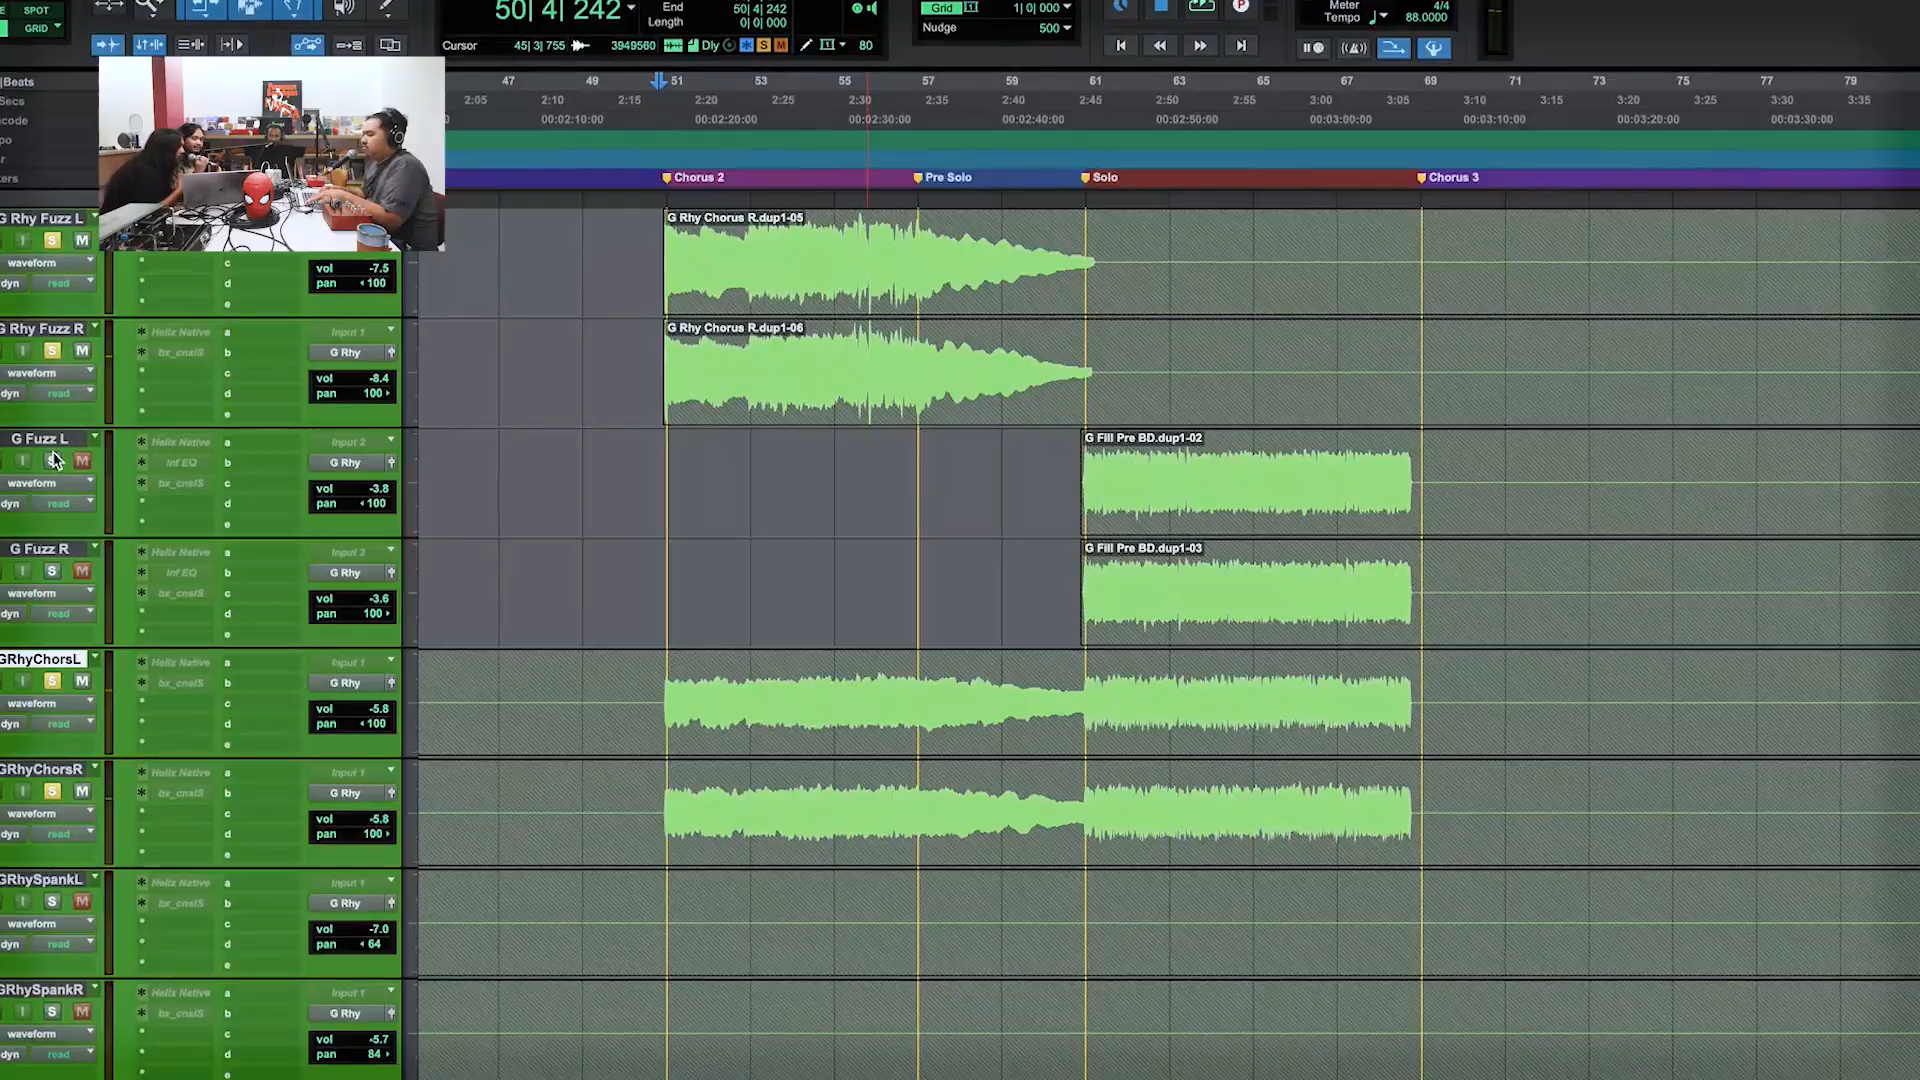 SPOT
GRID
50| 4| 242
End 50| 4| 242
Length 0| 0| 000
Cursor 45| 3| 755 3949560 Dly S M 80
Grid 1| 0| 000
Nudge 500
Meter 4/4
Tempo 88.0000
|Beats 47 49 51 53 55 57 59 61 63 65 67 69 71 73 75 77 79
Secs 2:05 2:10 2:15 2:20 2:25 2:30 2:35 2:40 2:45 2:50 2:55 3:00 3:05 3:10 3:15 3:20 3:25 3:30 3:35
code 00:02:10:00 00:02:20:00 00:02:30:00 00:02:40:00 00:02:50:00 00:03:00:00 00:03:10:00 00:03:20:00 00:03:30:00
po
er
kers Chorus 2 Pre Solo Solo Chorus 3
G Rhy Fuzz L G Rhy Chorus R.dup1-05
I S M
waveform c vol -7.5
dyn read d pan ‹ 100
e
G Rhy Fuzz R Helix Native a Input 1 G Rhy Chorus R.dup1-06
I S M bx_cnslS b G Rhy
waveform c vol -8.4
dyn read d pan 100 ›
e
G Fuzz L Helix Native a Input 2 G Fill Pre BD.dup1-02
I S M Inf EQ b G Rhy
waveform bx_cnslS c vol -3.8
dyn read d pan ‹ 100
e
G Fuzz R Helix Native a Input 2 G Fill Pre BD.dup1-03
I S M Inf EQ b G Rhy
waveform bx_cnslS c vol -3.6
dyn read d pan 100 ›
e
GRhyChorsL Helix Native a Input 1
I S M bx_cnslS b G Rhy
waveform c vol -5.8
dyn read d pan ‹ 100
e
GRhyChorsR Helix Native a Input 1
I S M bx_cnslS b G Rhy
waveform c vol -5.8
dyn read d pan 100 ›
e
GRhySpankL Helix Native a Input 1
I S M bx_cnslS b G Rhy
waveform c vol -7.0
dyn read d pan ‹ 64
e
GRhySpankR Helix Native a Input 1
I S M bx_cnslS b G Rhy
waveform c vol -5.7
dyn read d pan 84 ›
e